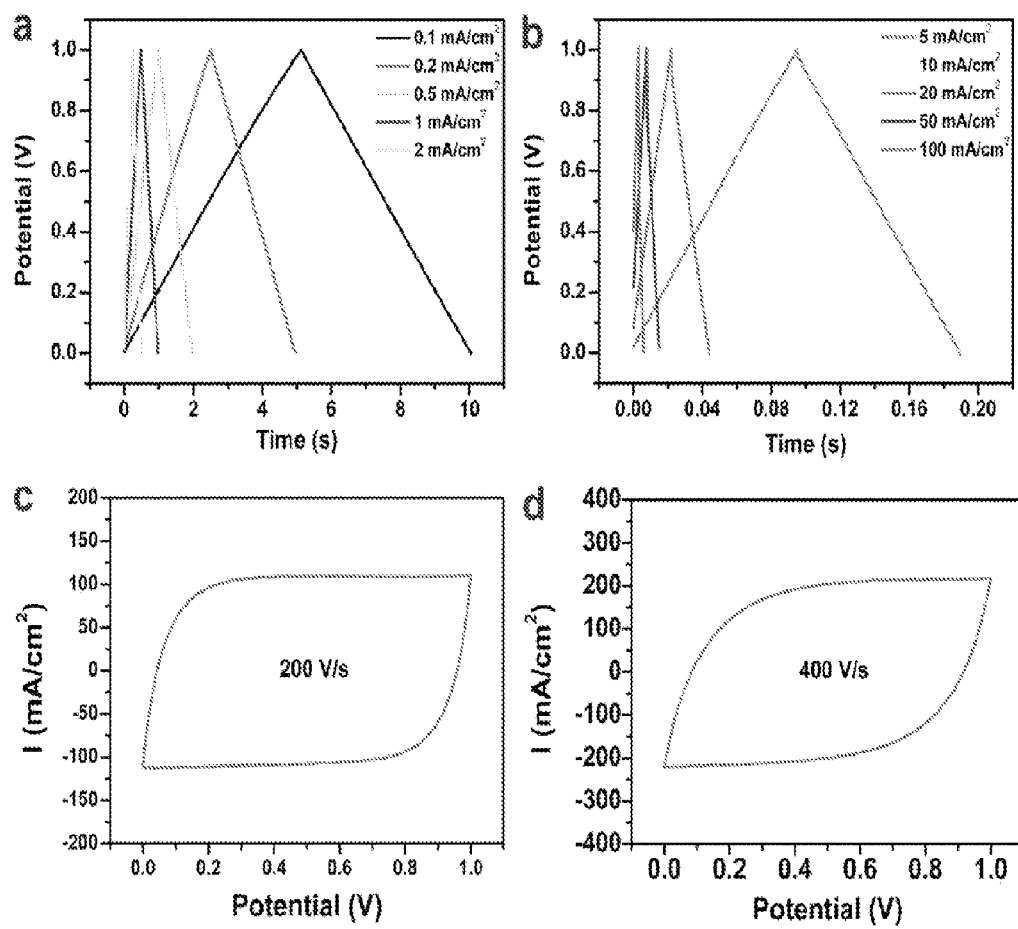 a
0.1 mA/cm²
0.2 mA/cm²
0.5 mA/cm²
1 mA/cm²
2 mA/cm²
Potential (V)
1.0
0.8
0.6
0.4
0.2
0.0
0 2 4 6 8 10
Time (s)
b
5 mA/cm²
10 mA/cm²
20 mA/cm²
50 mA/cm²
100 mA/cm²
Potential (V)
1.0
0.8
0.6
0.4
0.2
0.0
0.00 0.04 0.08 0.12 0.16 0.20
Time (s)
c
I (mA/cm²)
200
150
100
50
0
-50
-100
-150
-200
200 V/s
0.0 0.2 0.4 0.6 0.8 1.0
Potential (V)
d
I (mA/cm²)
400
300
200
100
0
-100
-200
-300
-400
400 V/s
0.0 0.2 0.4 0.6 0.8 1.0
Potential (V)